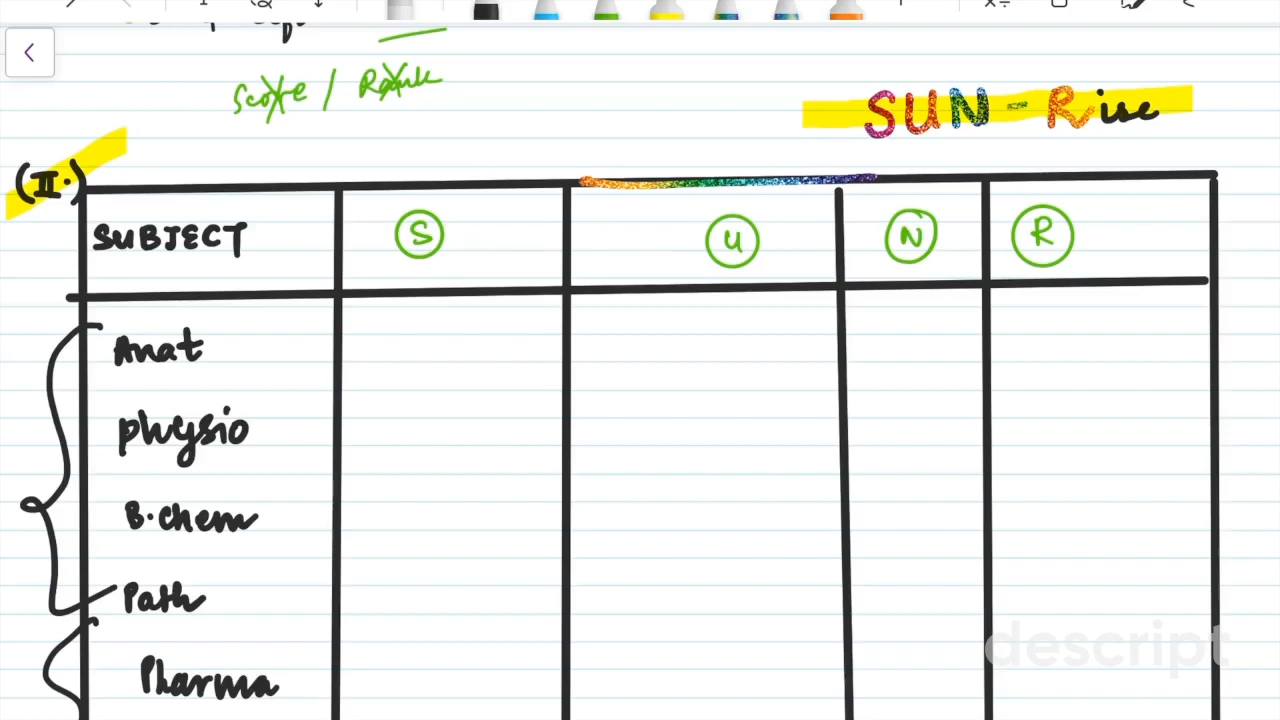 Score / Rank
SUN-Rise
(II.)
SUBJECT S U N R
Anat
physio
B.chem
Path
Pharma
descript